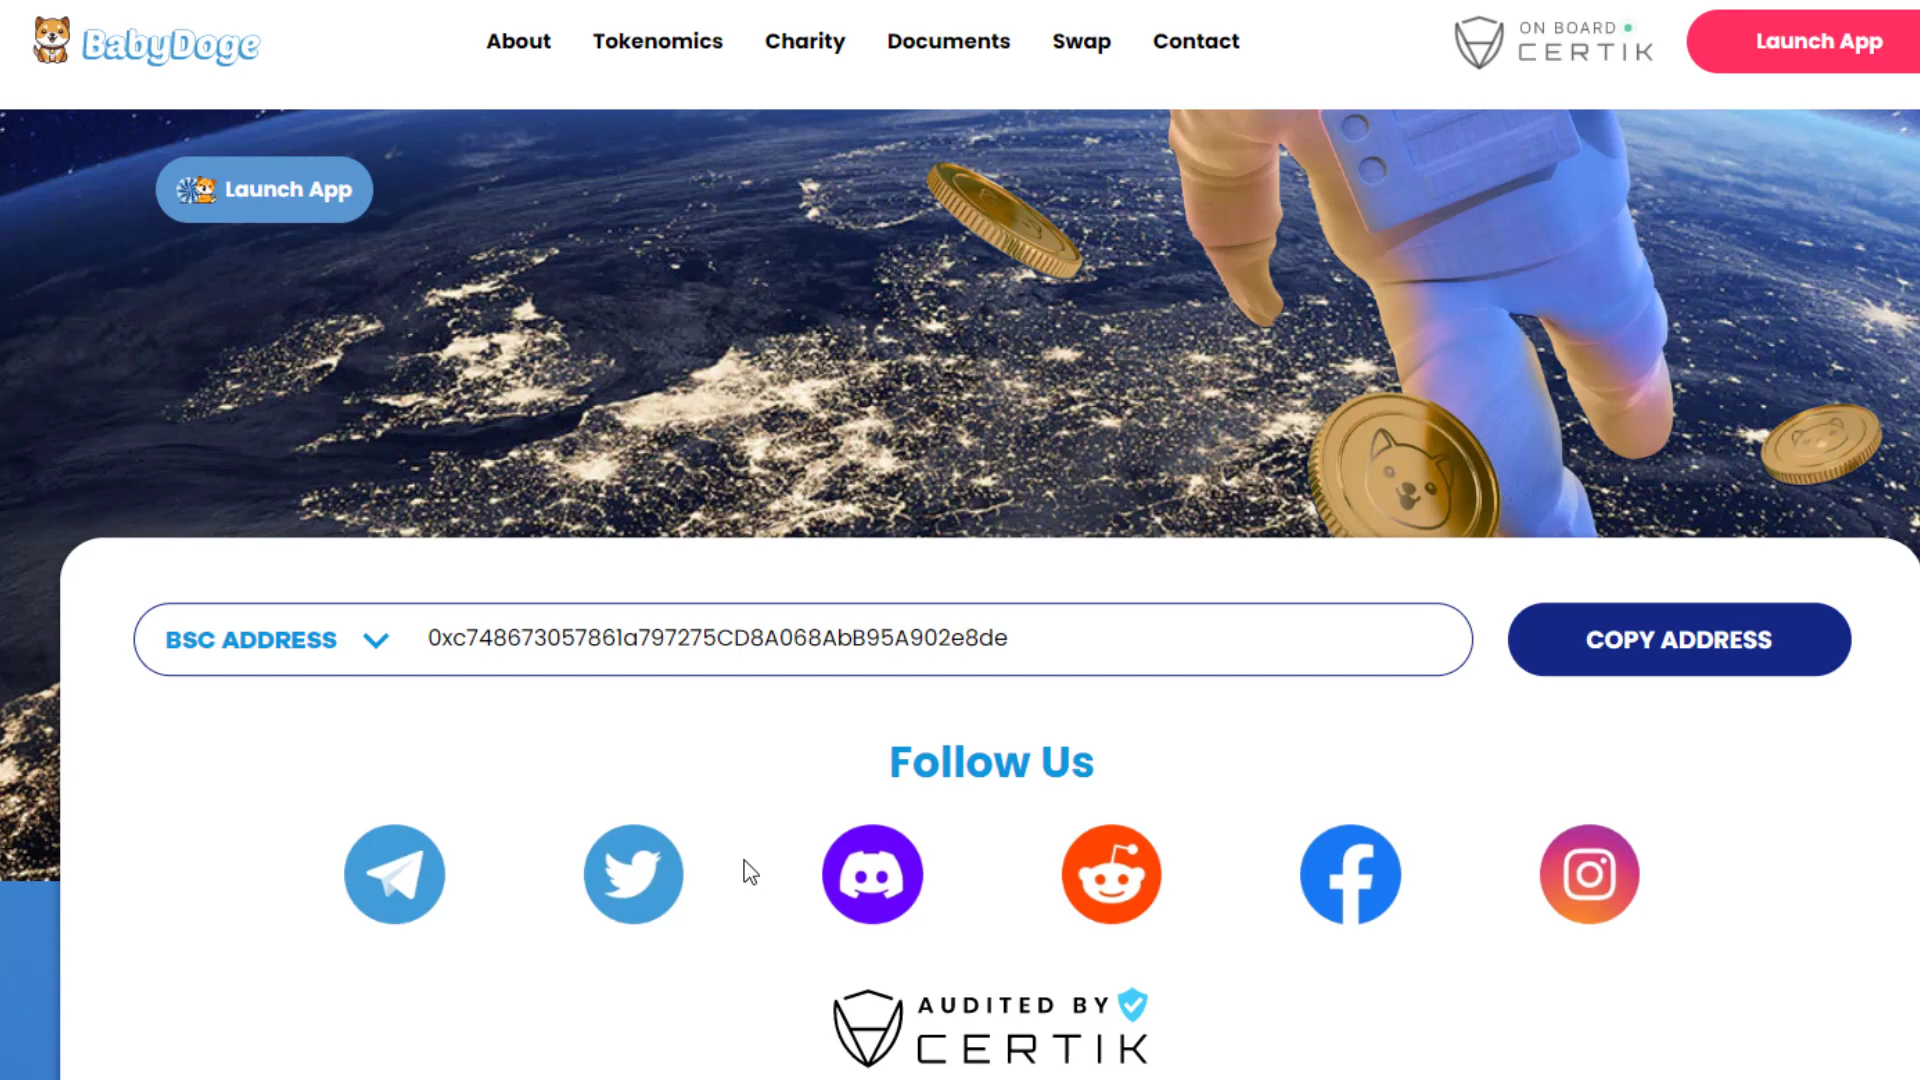 BabyDoge
About Tokenomics Charity Documents Swap Contact
ON BOARD
CERTIK
Launch App
Launch App
BSC ADDRESS
0xc748673057861a797275CD8A068AbB95A902e8de
COPY ADDRESS
Follow Us
AUDITED BY
CERTIK